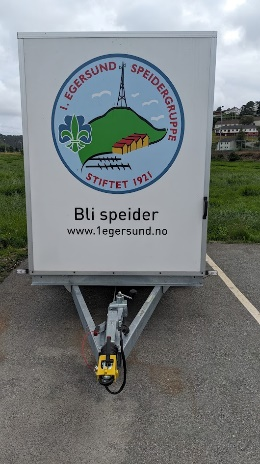 1. EGERSUND SPEIDERGRUPPE
STIFTET 1921
Bli speider
www.1egersund.no